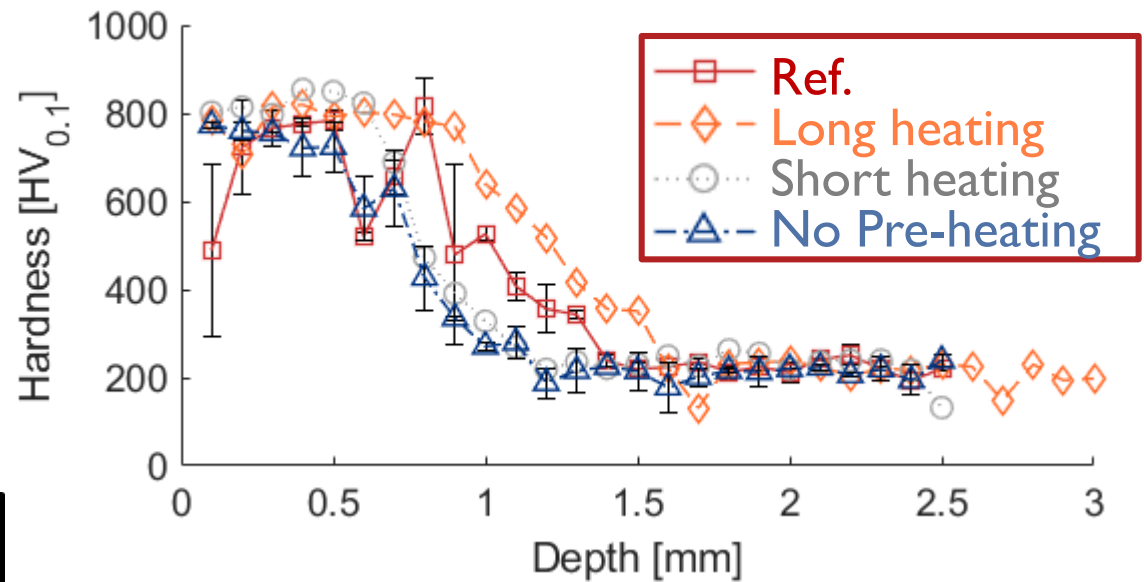 1000
800
600
400
200
0
Hardness [HV0.1]
Ref.
Long heating
Short heating
No Pre-heating
0 0.5 1 1.5 2 2.5 3
Depth [mm]